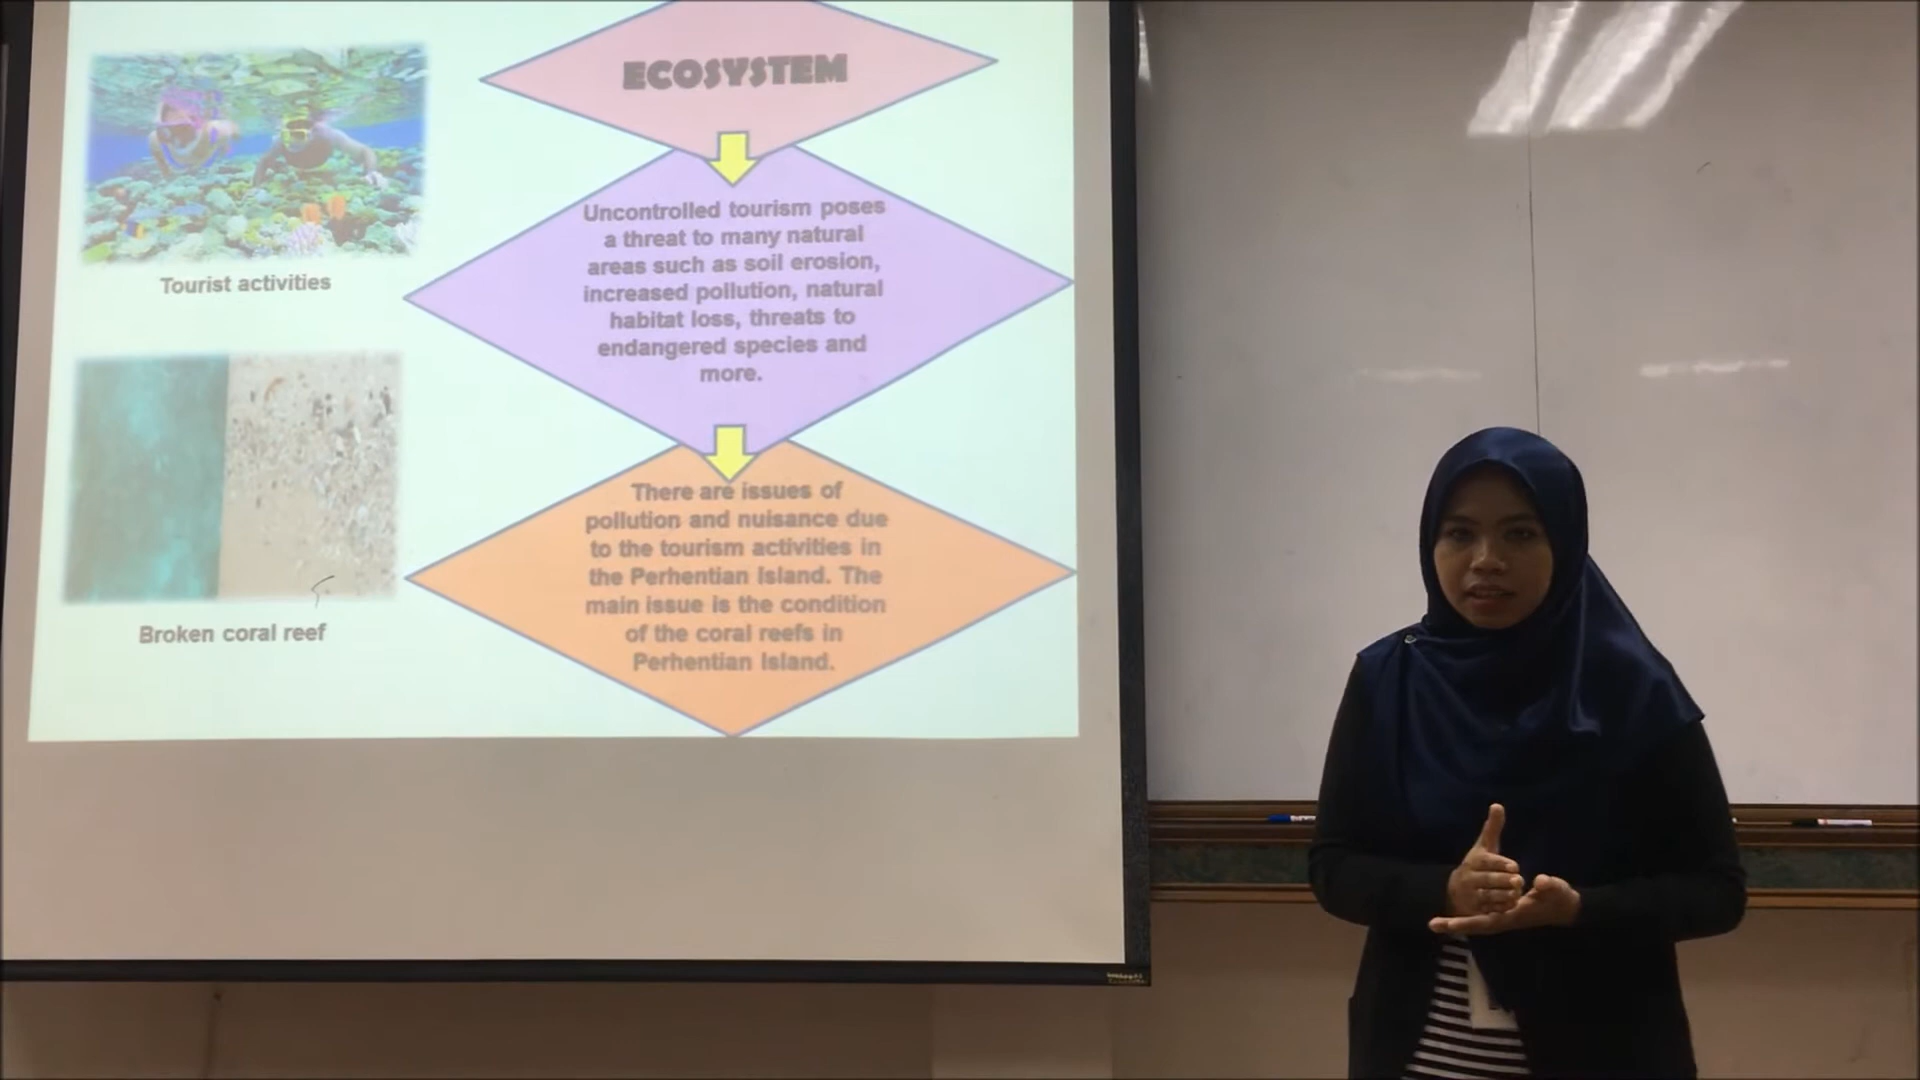 ECOSYSTEM
Uncontrolled tourism poses
a threat to many natural
areas such as soil erosion,
increased pollution, natural
habitat loss, threats to
endangered species and
more.
There are issues of
pollution and nuisance due
to the tourism activities in
the Perhentian Island. The
main issue is the condition
of the coral reefs in
Perhentian Island.
Tourist activities
Broken coral reef